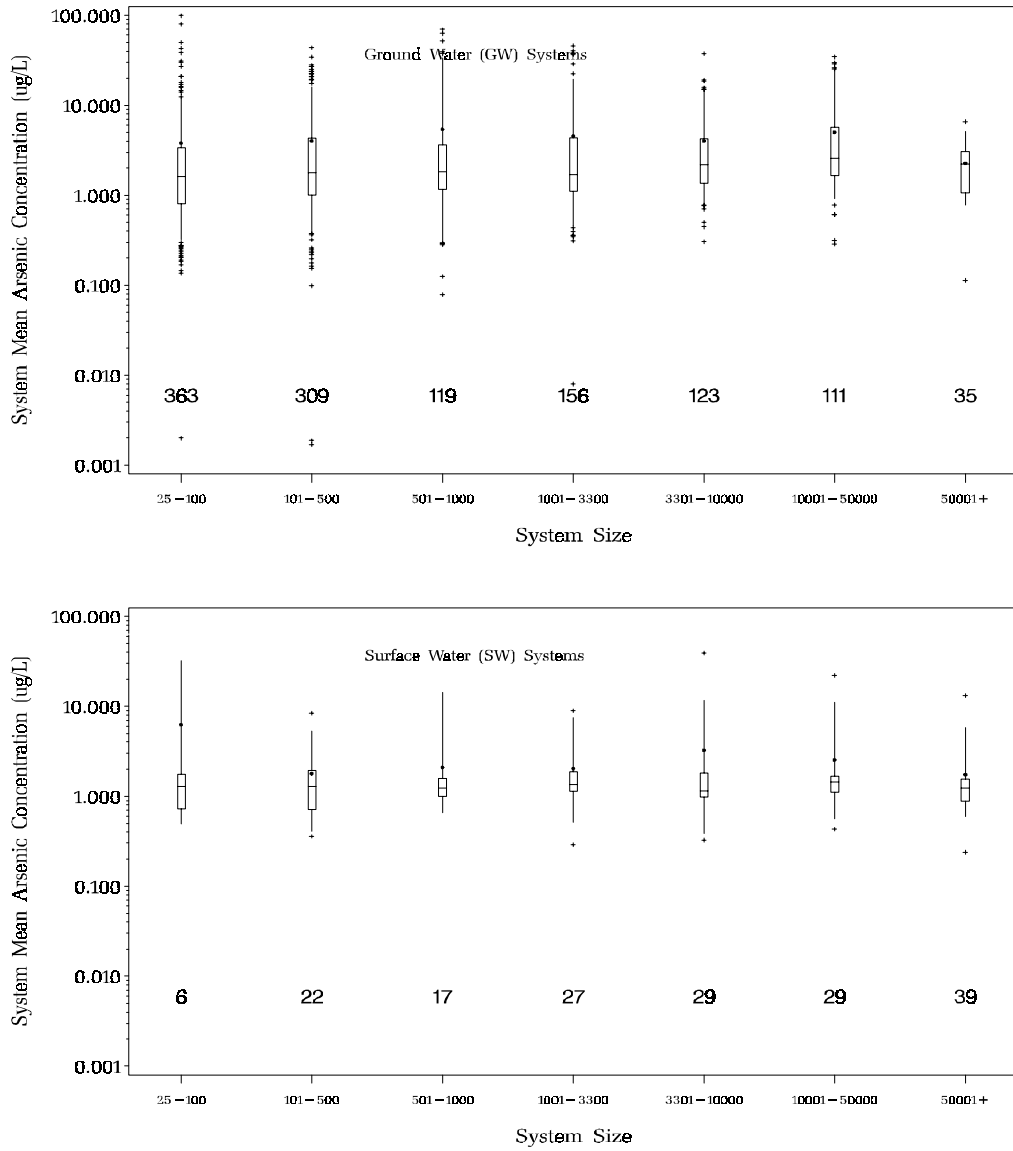 100.000
Ground Water (GW) Systems
10.000
1.000
0.100
0.010
0.001
System Mean Arsenic Concentration (ug/L)
363 309 119 156 123 111 35
25-100 101-500 501-1000 1001-3300 3301-10000 10001-50000 50001+
System Size
100.000
Surface Water (SW) Systems
10.000
1.000
0.100
0.010
0.001
System Mean Arsenic Concentration (ug/L)
6 22 17 27 29 29 39
25-100 101-500 501-1000 1001-3300 3301-10000 10001-50000 50001+
System Size